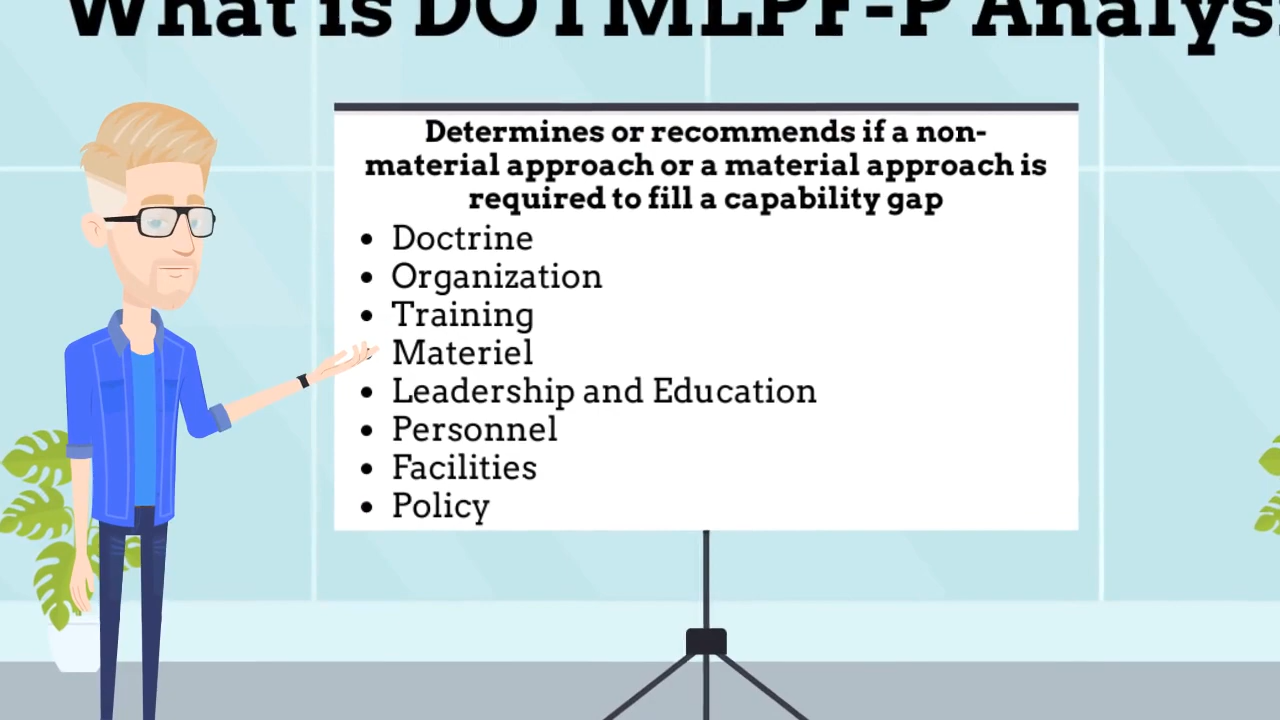 What is DOTMLPF-P Analys
Determines or recommends if a non-
material approach or a material approach is
required to fill a capability gap
• Doctrine
• Organization
• Training
• Materiel
• Leadership and Education
• Personnel
• Facilities
• Policy